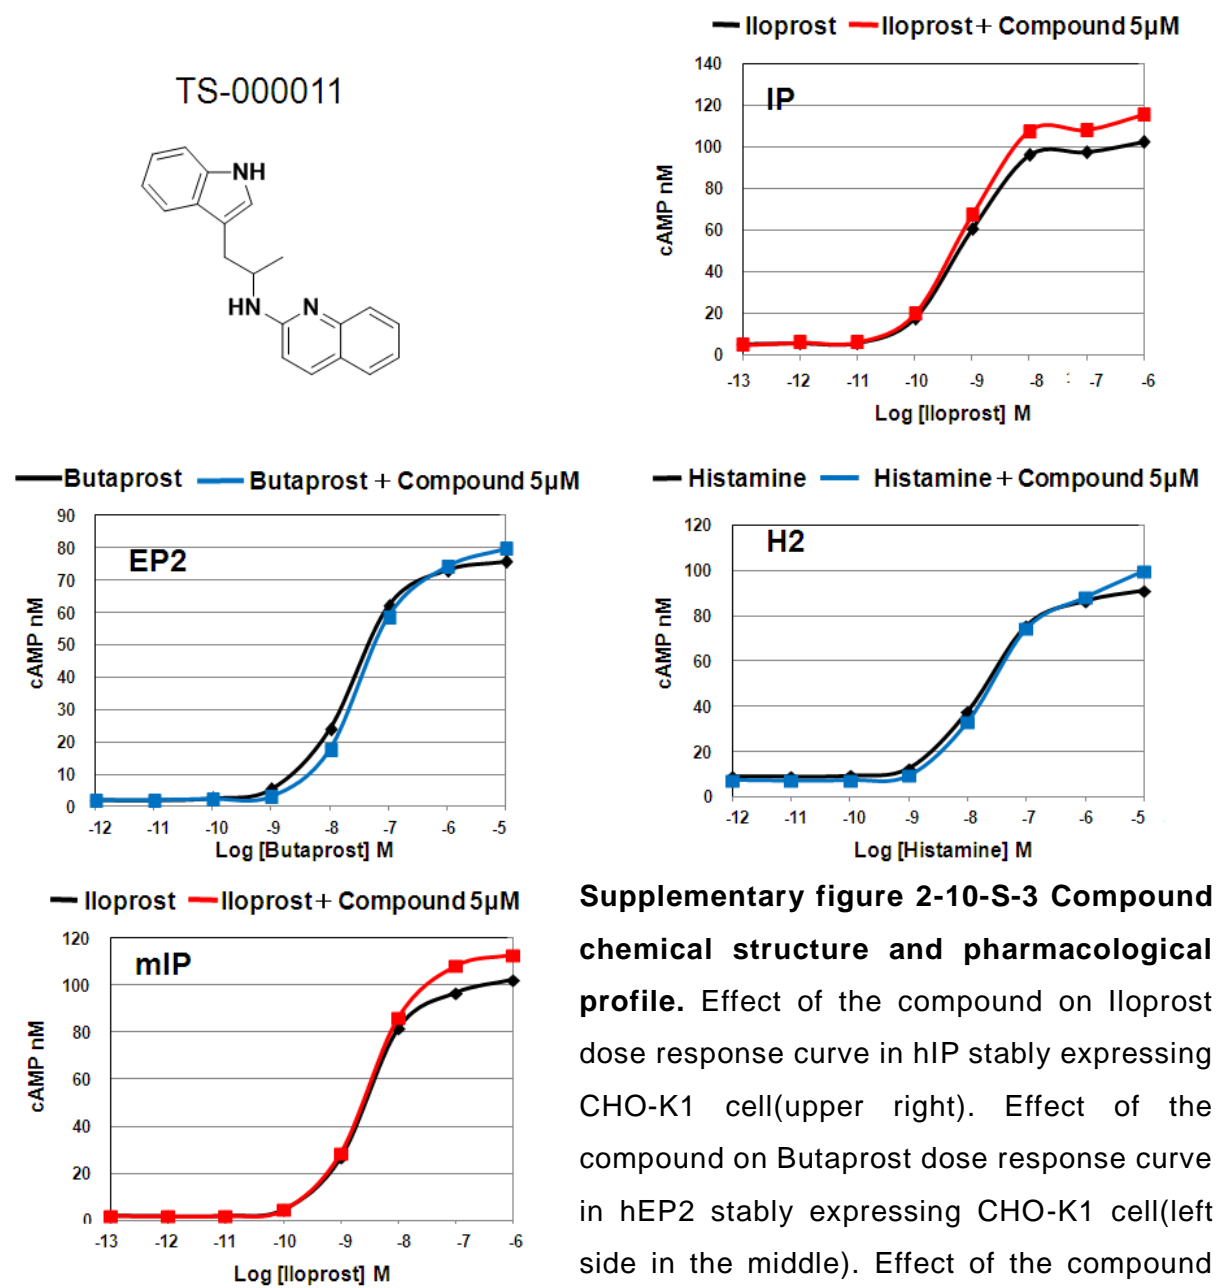 Iloprost Iloprost + Compound 5μM
TS-000011
NH
HN
N
IP
cAMP nM
140
120
100
80
60
40
20
0
-13 -12 -11 -10 -9 -8 -7 -6
Log [Iloprost] M
Butaprost Butaprost + Compound 5μM
EP2
cAMP nM
90
80
70
60
50
40
30
20
10
0
-12 -11 -10 -9 -8 -7 -6 -5
Log [Butaprost] M
Histamine Histamine + Compound 5μM
H2
cAMP nM
120
100
80
60
40
20
0
-12 -11 -10 -9 -8 -7 -6 -5
Log [Histamine] M
Iloprost Iloprost + Compound 5μM
mIP
cAMP nM
120
100
80
60
40
20
0
-13 -12 -11 -10 -9 -8 -7 -6
Log [Iloprost] M
Supplementary figure 2-10-S-3 Compound
chemical structure and pharmacological
profile. Effect of the compound on Iloprost
dose response curve in hIP stably expressing
CHO-K1 cell(upper right). Effect of the
compound on Butaprost dose response curve
in hEP2 stably expressing CHO-K1 cell(left
side in the middle). Effect of the compound